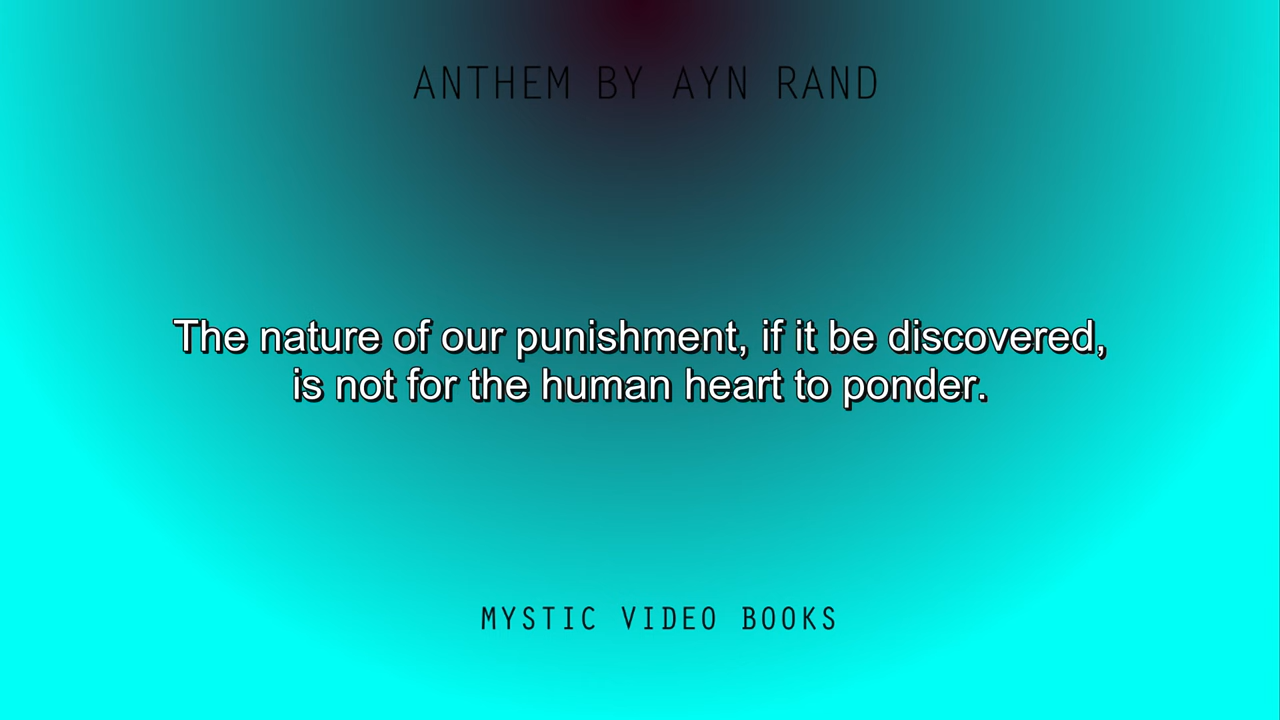 ANTHEM BY AYN RAND
The nature of our punishment, if it be discovered,
is not for the human heart to ponder.
MYSTIC VIDEO BOOKS